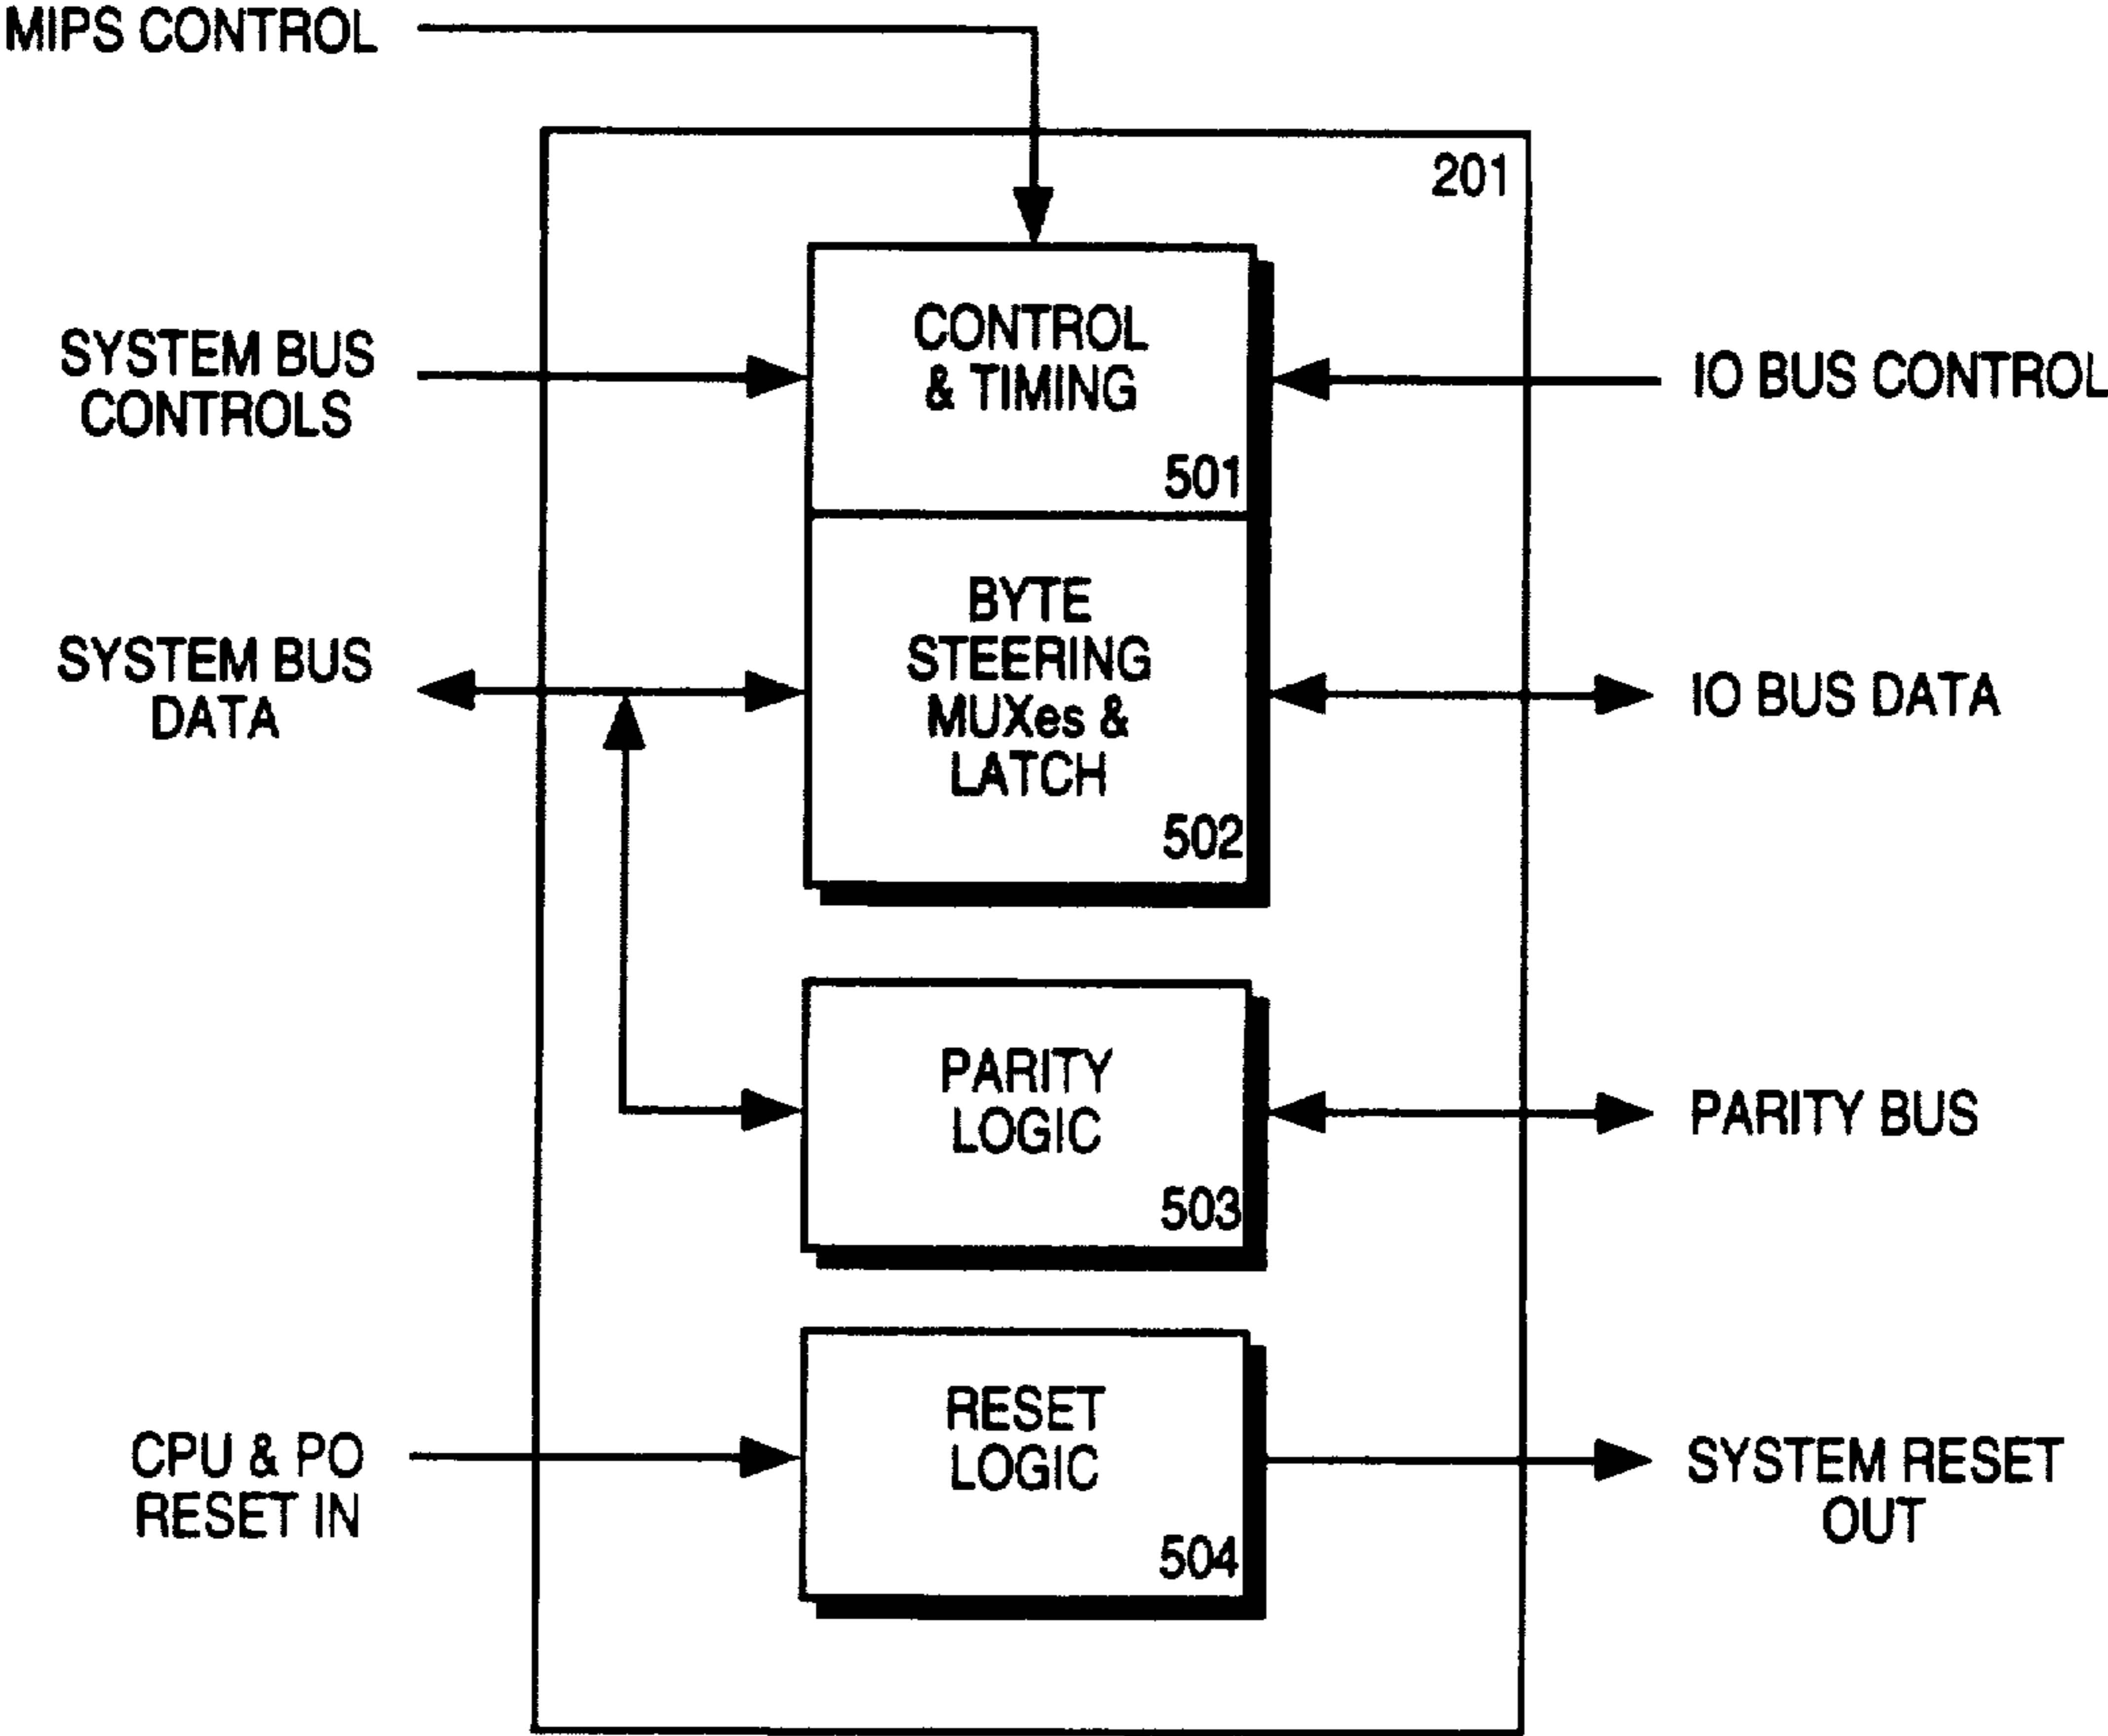 MIPS CONTROL
201
SYSTEM BUS
CONTROLS
CONTROL
& TIMING
501
IO BUS CONTROL
SYSTEM BUS
DATA
BYTE
STEERING
MUXes &
LATCH
502
IO BUS DATA
PARITY
LOGIC
503
PARITY BUS
CPU & PO
RESET IN
RESET
LOGIC
504
SYSTEM RESET
OUT